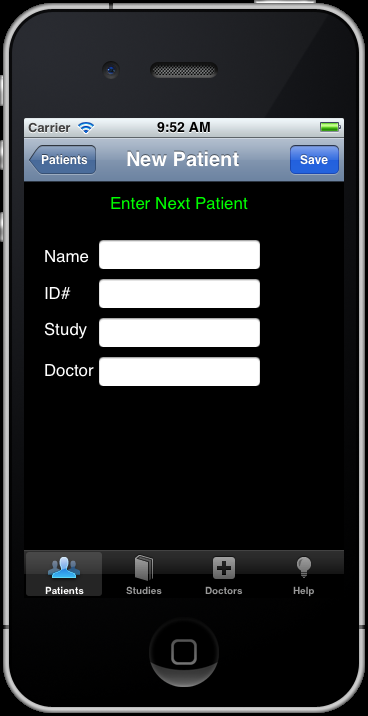 Carrier 9:52 AM
Patients New Patient Save
Enter Next Patient
Name
ID#
Study
Doctor
Patients Studies Doctors Help